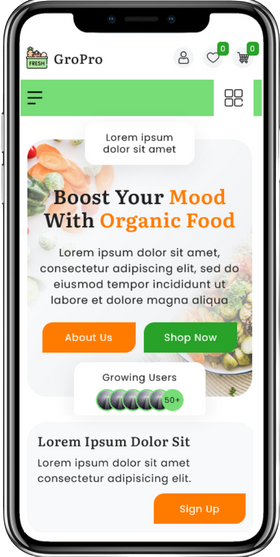 FRESH
GroPro
0
0
Lorem ipsum
dolor sit amet
Boost Your Mood
With Organic Food
Lorem ipsum dolor sit amet,
consectetur adipiscing elit, sed do
eiusmod tempor incididunt ut
labore et dolore magna aliqua
About Us
Shop Now
Growing Users
50+
Lorem Ipsum Dolor Sit
Lorem ipsum dolor sit amet
consectetur adipiscing elit.
Sign Up